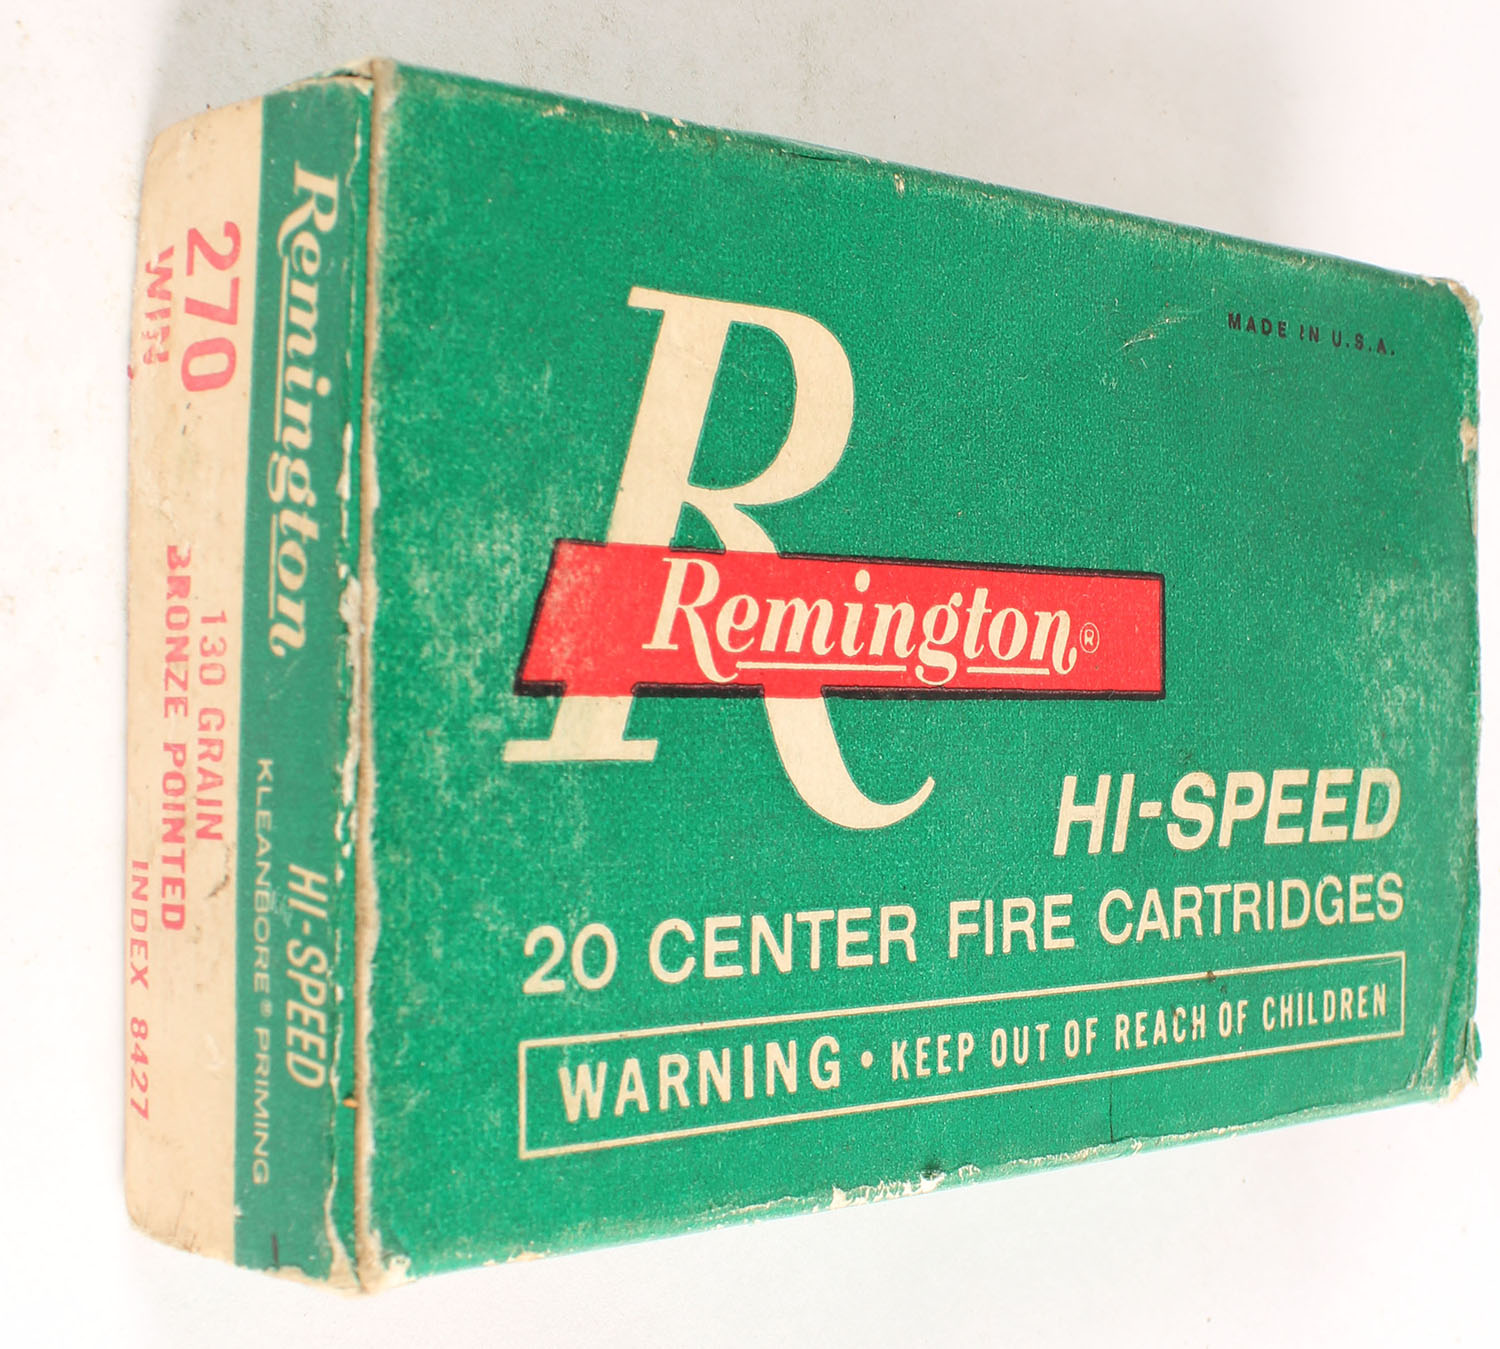 MADE IN U.S.A.
R
Remington®
HI-SPEED
20 CENTER FIRE CARTRIDGES
WARNING • KEEP OUT OF REACH OF CHILDREN
Remington HI-SPEED
KLEANBORE® PRIMING
270 130 GRAIN
WIN BRONZE POINTED
INDEX 8427